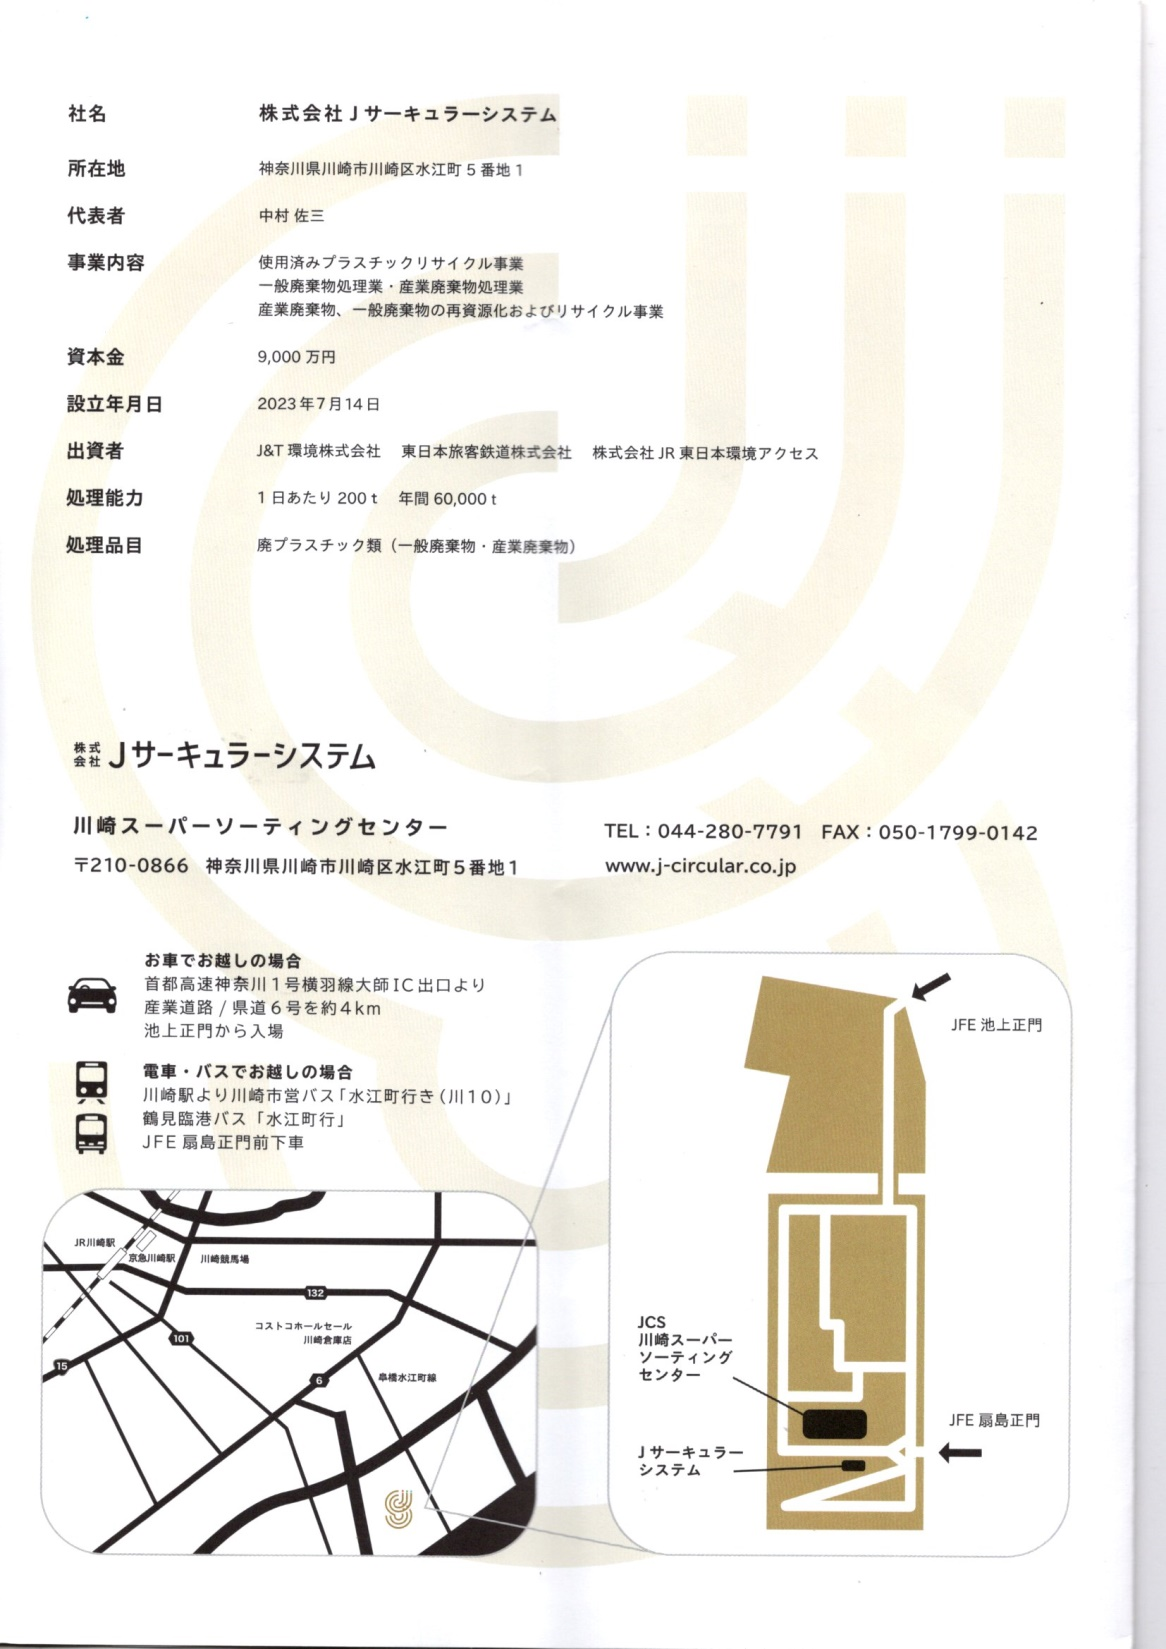 社名 株式会社Jサーキュラーシステム
所在地 神奈川県川崎市川崎区水江町5番地1
代表者 中村 佐三
事業内容 使用済みプラスチックリサイクル事業
一般廃棄物処理業・産業廃棄物処理業
産業廃棄物、一般廃棄物の再資源化およびリサイクル事業
資本金 9,000万円
設立年月日 2023年7月14日
出資者 J&T環境株式会社 東日本旅客鉄道株式会社 株式会社JR東日本環境アクセス
処理能力 1日あたり200t 年間60,000t
処理品目 廃プラスチック類(一般廃棄物・産業廃棄物)
株式会社 Jサーキュラーシステム
川崎スーパーソーティングセンター
〒210-0866 神奈川県川崎市川崎区水江町5番地1
TEL:044-280-7791 FAX:050-1799-0142
www.j-circular.co.jp
お車でお越しの場合
首都高速神奈川1号横羽線大師IC出口より
産業道路/県道6号を約4km
池上正門から入場
電車・バスでお越しの場合
川崎駅より川崎市営バス「水江町行き(川10)」
鶴見臨港バス「水江町行」
JFE扇島正門前下車
JR川崎駅
京急川崎駅
川崎競馬場
132
コストコホールセール
川崎倉庫店
101
15
6
皐橋水江町線
JFE池上正門
JCS
川崎スーパー
ソーティング
センター
JFE扇島正門
Jサーキュラー
システム